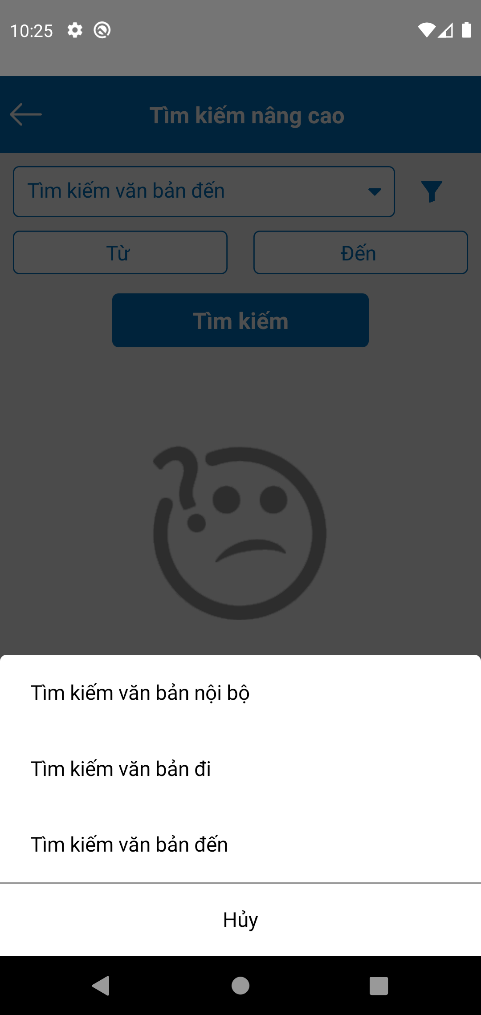 10:25
Tìm kiếm nâng cao
Tìm kiếm văn bản đến
Từ
Đến
Tìm kiếm
Tìm kiếm văn bản nội bộ
Tìm kiếm văn bản đi
Tìm kiếm văn bản đến
Hủy